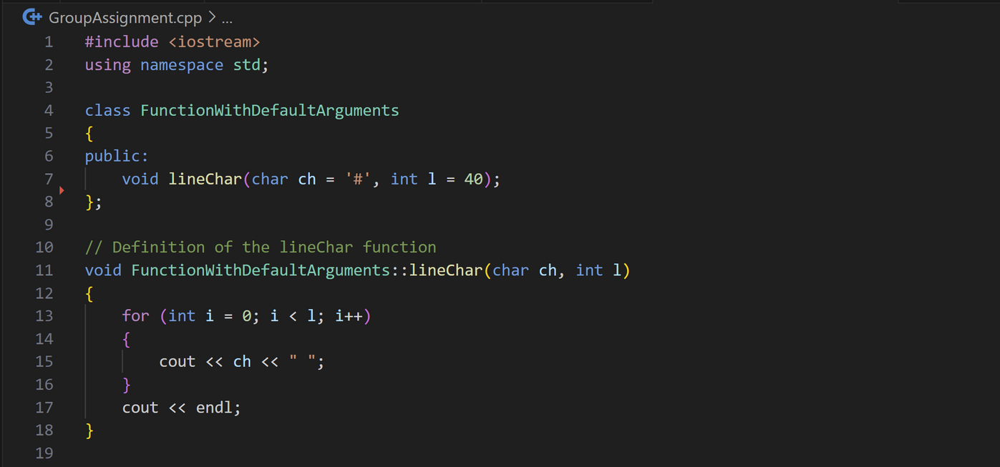 GroupAssignment.cpp > ...
1 #include <iostream>
2 using namespace std;
3
4 class FunctionWithDefaultArguments
5 {
6 public:
7     void lineChar(char ch = '#', int l = 40);
8 };
9
10 // Definition of the lineChar function
11 void FunctionWithDefaultArguments::lineChar(char ch, int l)
12 {
13     for (int i = 0; i < l; i++)
14     {
15         cout << ch << " ";
16     }
17     cout << endl;
18 }
19